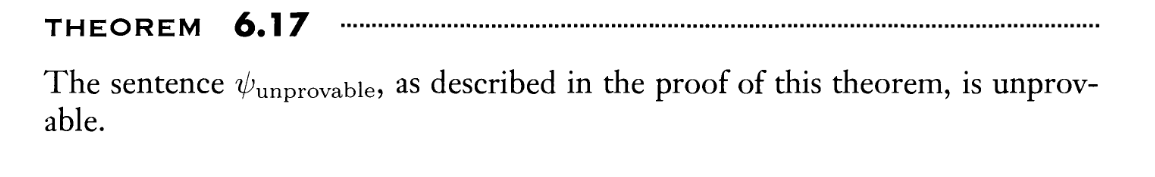 THEOREM 6.17
The sentence ψunprovable, as described in the proof of this theorem, is unprov-
able.